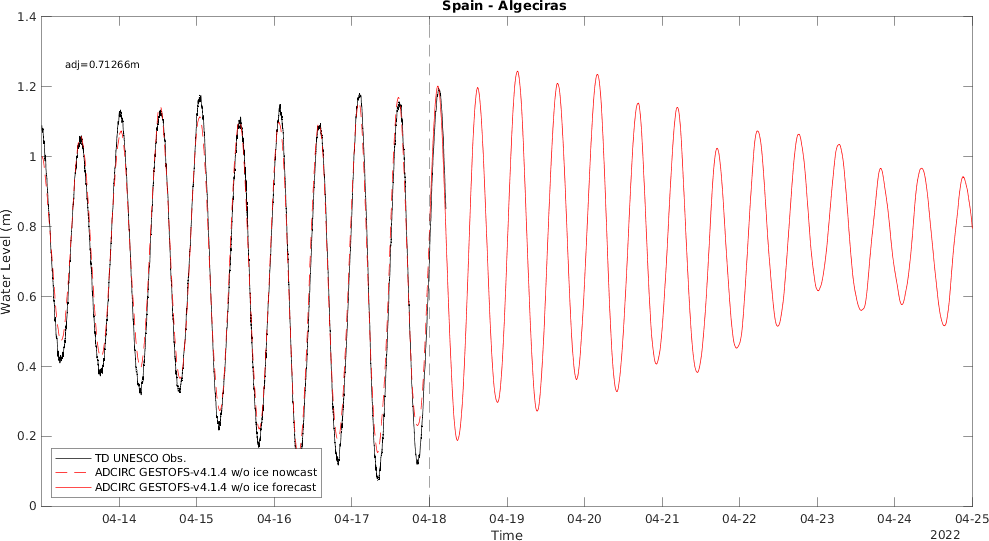 Spain - Algeciras
adj=0.71266m
Water Level (m)
1.4
1.2
1
0.8
0.6
0.4
0.2
0
TD UNESCO Obs.
ADCIRC GESTOFS-v4.1.4 w/o ice nowcast
ADCIRC GESTOFS-v4.1.4 w/o ice forecast
04-14 04-15 04-16 04-17 04-18 04-19 04-20 04-21 04-22 04-23 04-24 04-25
Time
2022